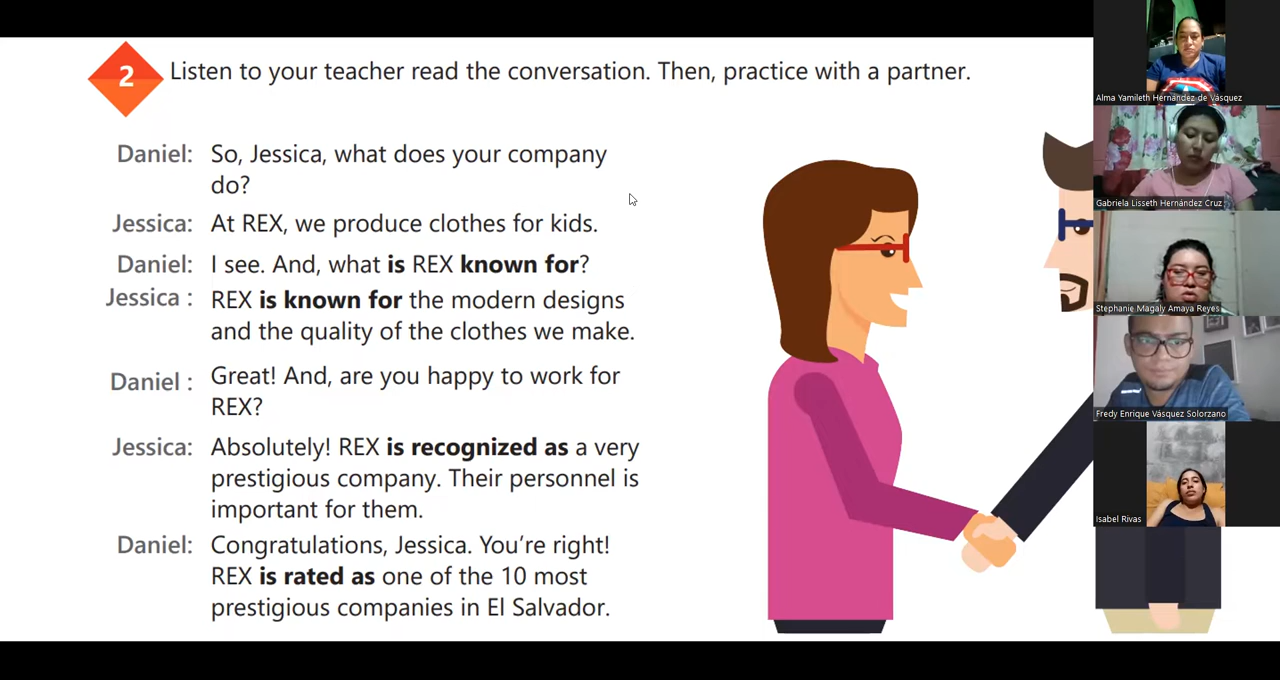 2 Listen to your teacher read the conversation. Then, practice with a partner.
Daniel: So, Jessica, what does your company
do?
Jessica: At REX, we produce clothes for kids.
Daniel: I see. And, what is REX known for?
Jessica : REX is known for the modern designs
and the quality of the clothes we make.
Daniel : Great! And, are you happy to work for
REX?
Jessica: Absolutely! REX is recognized as a very
prestigious company. Their personnel is
important for them.
Daniel: Congratulations, Jessica. You’re right!
REX is rated as one of the 10 most
prestigious companies in El Salvador.
Alma Yamileth Hernández de Vásquez
Gabriela Lisseth Hernández Cruz
Stephanie Magaly Amaya Reyes
Fredy Enrique Vásquez Solorzano
Isabel Rivas